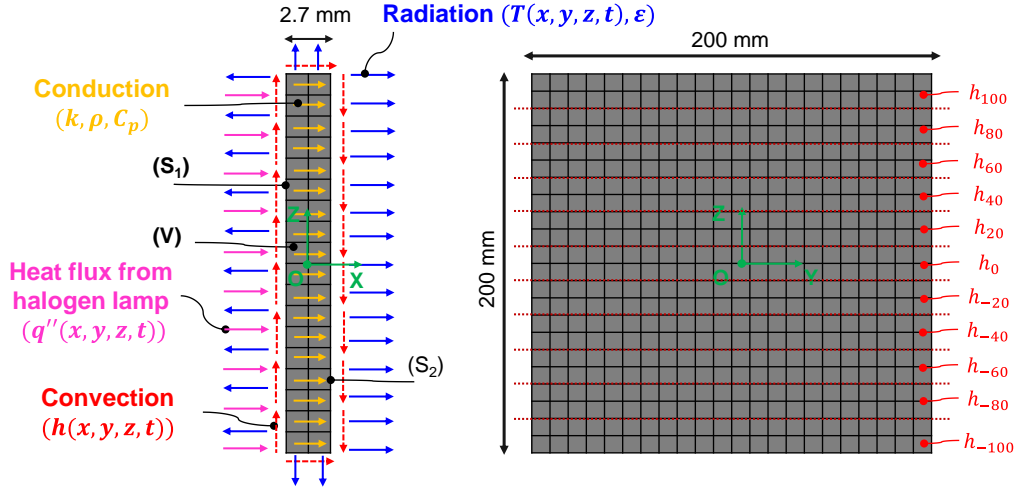 2.7 mm
Radiation (T(x, y, z, t), ε)
200 mm
Conduction
(k, ρ, C_p)
(S₁)
(V)
Heat flux from
halogen lamp
(q''(x, y, z, t))
Convection
(h(x, y, z, t))
Z
O
X
(S₂)
200 mm
Z
O
Y
h₁₀₀
h₈₀
h₆₀
h₄₀
h₂₀
h₀
h₋₂₀
h₋₄₀
h₋₆₀
h₋₈₀
h₋₁₀₀